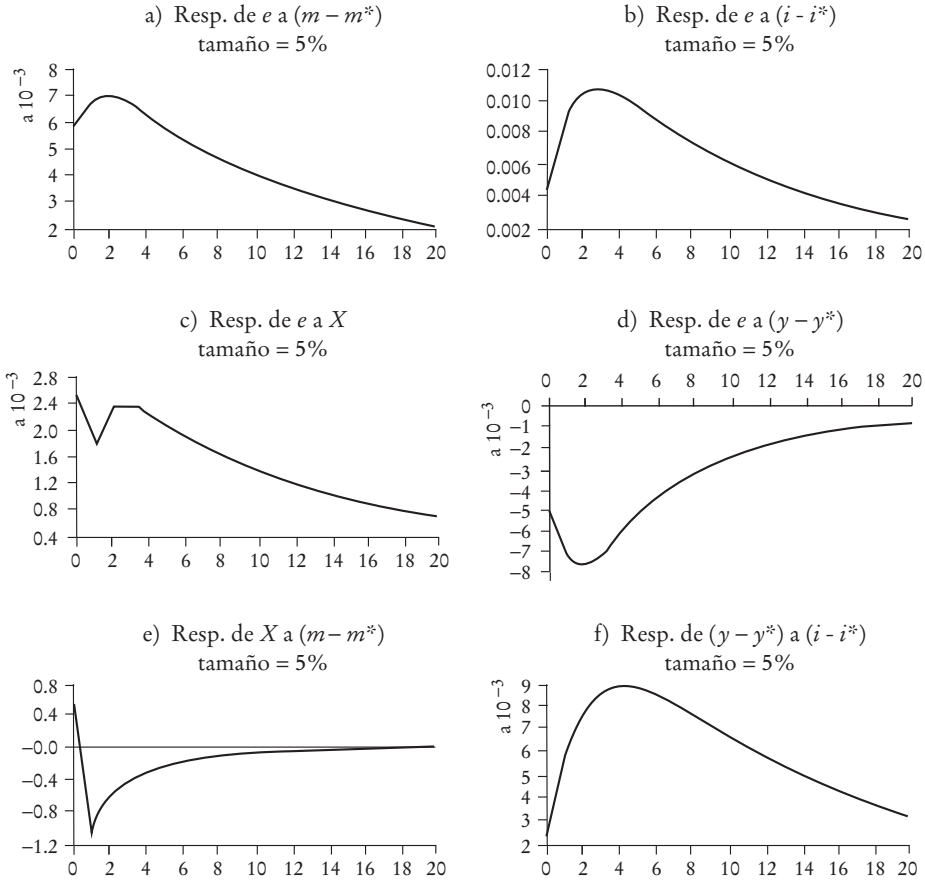 a) Resp. de e a (m – m*)
tamaño = 5%
a 10⁻³
8
7
6
5
4
3
2
0 2 4 6 8 10 12 14 16 18 20
b) Resp. de e a (i - i*)
tamaño = 5%
0.012
0.010
0.008
0.006
0.004
0.002
0 2 4 6 8 10 12 14 16 18 20
c) Resp. de e a X
tamaño = 5%
a 10⁻³
2.8
2.4
2.0
1.6
1.2
0.8
0.4
0 2 4 6 8 10 12 14 16 18 20
d) Resp. de e a (y – y*)
tamaño = 5%
0 2 4 6 8 10 12 14 16 18 20
a 10⁻³
0
–1
–2
–3
–4
–5
–6
–7
–8
e) Resp. de X a (m– m*)
tamaño = 5%
0.8
0.4
–0.0
–0.4
–0.8
–1.2
0 2 4 6 8 10 12 14 16 18 20
f) Resp. de (y – y*) a (i - i*)
tamaño = 5%
a 10⁻³
9
8
7
6
5
4
3
2
0 2 4 6 8 10 12 14 16 18 20